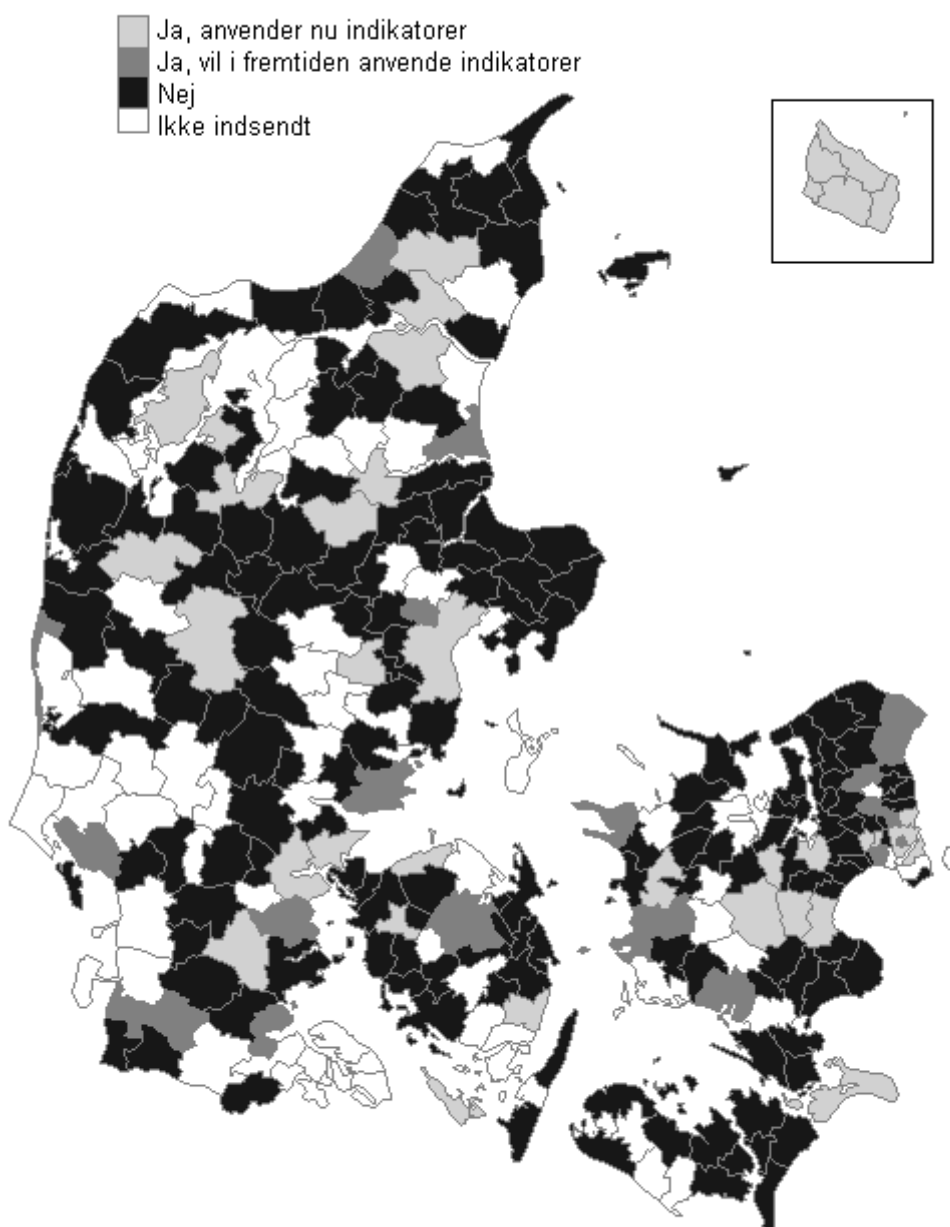 Ja, anvender nu indikatorer
Ja, vil i fremtiden anvende indikatorer
Nej
Ikke indsendt